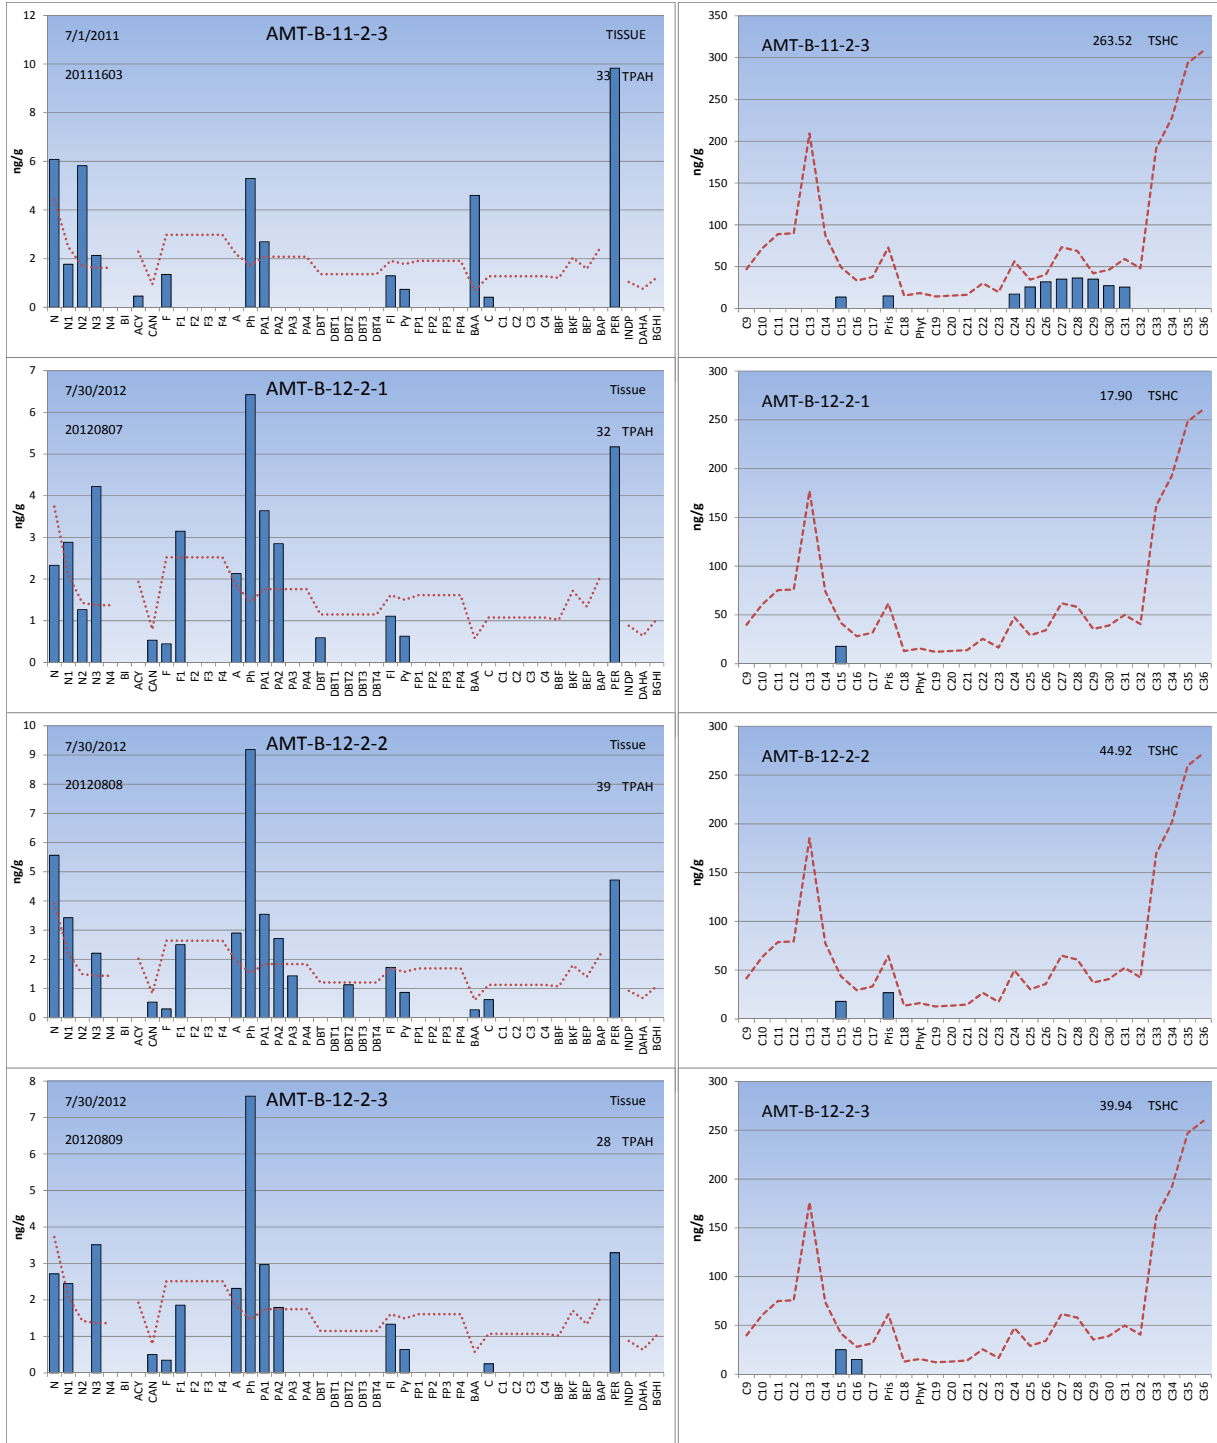 AMT-B-11-2-3
7/1/2011
TISSUE
20111603
33 TPAH
ng/g
12
10
8
6
4
2
0
N N1 N2 N3 N4 BI ACY CAN F F1 F2 F3 F4 A Ph PA1 PA2 PA3 PA4 DBT DBT1 DBT2 DBT3 DBT4 Fl Py FP1 FP2 FP3 FP4 BAA C C1 C2 C3 C4 BBF BKF BEP BAP PER INDP DAHA BGHI
AMT-B-11-2-3
263.52 TSHC
ng/g
350
300
250
200
150
100
50
0
C9 C10 C11 C12 C13 C14 C15 C16 C17 Pris C18 Phyt C19 C20 C21 C22 C23 C24 C25 C26 C27 C28 C29 C30 C31 C32 C33 C34 C35 C36
AMT-B-12-2-1
7/30/2012
Tissue
20120807
32 TPAH
ng/g
7
6
5
4
3
2
1
0
N N1 N2 N3 N4 BI ACY CAN F F1 F2 F3 F4 A Ph PA1 PA2 PA3 PA4 DBT DBT1 DBT2 DBT3 DBT4 Fl Py FP1 FP2 FP3 FP4 BAA C C1 C2 C3 C4 BBF BKF BEP BAP PER INDP DAHA BGHI
AMT-B-12-2-1
17.90 TSHC
ng/g
300
250
200
150
100
50
0
C9 C10 C11 C12 C13 C14 C15 C16 C17 Pris C18 Phyt C19 C20 C21 C22 C23 C24 C25 C26 C27 C28 C29 C30 C31 C32 C33 C34 C35 C36
AMT-B-12-2-2
7/30/2012
Tissue
20120808
39 TPAH
ng/g
10
9
8
7
6
5
4
3
2
1
0
N N1 N2 N3 N4 BI ACY CAN F F1 F2 F3 F4 A Ph PA1 PA2 PA3 PA4 DBT DBT1 DBT2 DBT3 DBT4 Fl Py FP1 FP2 FP3 FP4 BAA C C1 C2 C3 C4 BBF BKF BEP BAP PER INDP DAHA BGHI
AMT-B-12-2-2
44.92 TSHC
ng/g
300
250
200
150
100
50
0
C9 C10 C11 C12 C13 C14 C15 C16 C17 Pris C18 Phyt C19 C20 C21 C22 C23 C24 C25 C26 C27 C28 C29 C30 C31 C32 C33 C34 C35 C36
AMT-B-12-2-3
7/30/2012
Tissue
20120809
28 TPAH
ng/g
8
7
6
5
4
3
2
1
0
N N1 N2 N3 N4 BI ACY CAN F F1 F2 F3 F4 A Ph PA1 PA2 PA3 PA4 DBT DBT1 DBT2 DBT3 DBT4 Fl Py FP1 FP2 FP3 FP4 BAA C C1 C2 C3 C4 BBF BKF BEP BAP PER INDP DAHA BGHI
AMT-B-12-2-3
39.94 TSHC
ng/g
300
250
200
150
100
50
0
C9 C10 C11 C12 C13 C14 C15 C16 C17 Pris C18 Phyt C19 C20 C21 C22 C23 C24 C25 C26 C27 C28 C29 C30 C31 C32 C33 C34 C35 C36